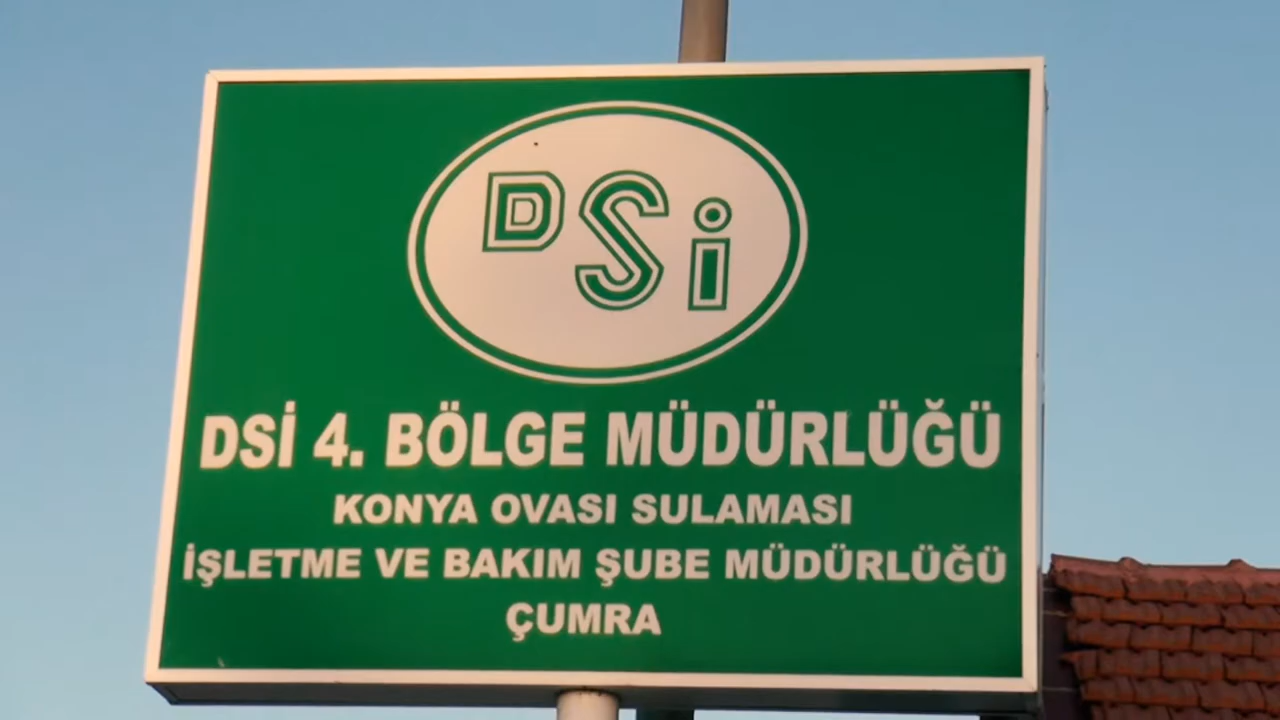 DSİ
DSİ 4. BÖLGE MÜDÜRLÜĞÜ
KONYA OVASI SULAMASI
İŞLETME VE BAKIM ŞUBE MÜDÜRLÜĞÜ
ÇUMRA